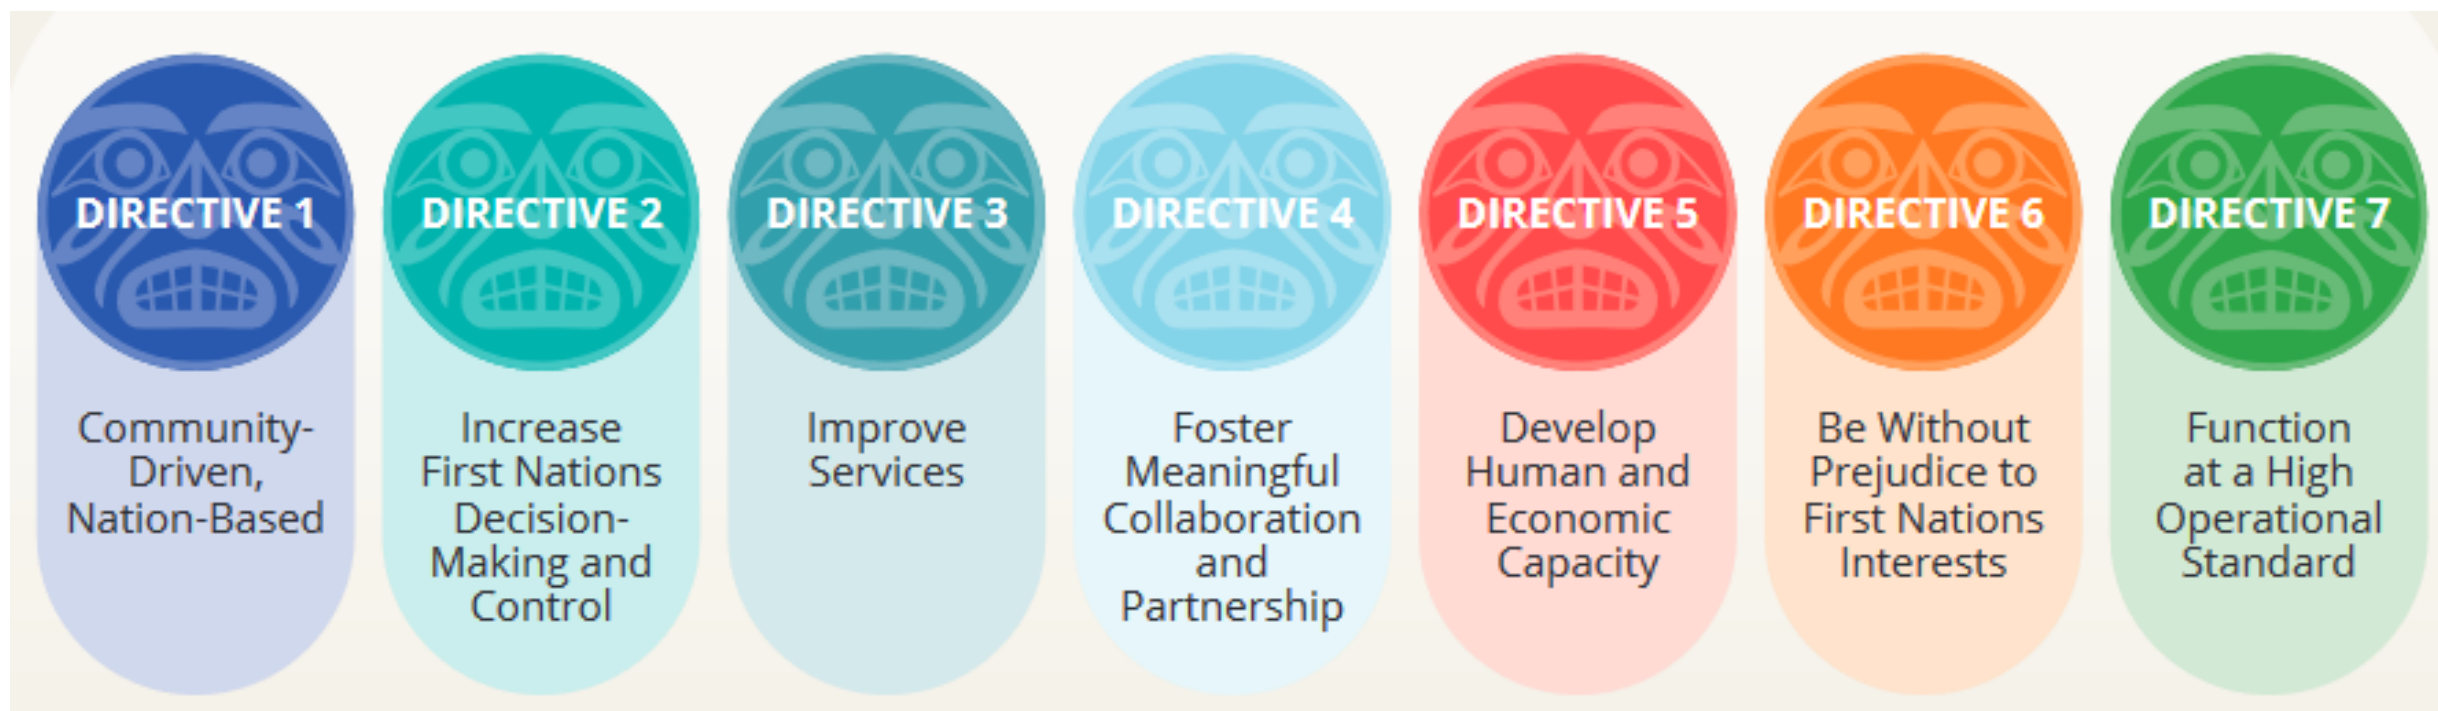 DIRECTIVE 1
Community-
Driven,
Nation-Based
DIRECTIVE 2
Increase
First Nations
Decision-
Making and
Control
DIRECTIVE 3
Improve
Services
DIRECTIVE 4
Foster
Meaningful
Collaboration
and
Partnership
DIRECTIVE 5
Develop
Human and
Economic
Capacity
DIRECTIVE 6
Be Without
Prejudice to
First Nations
Interests
DIRECTIVE 7
Function
at a High
Operational
Standard